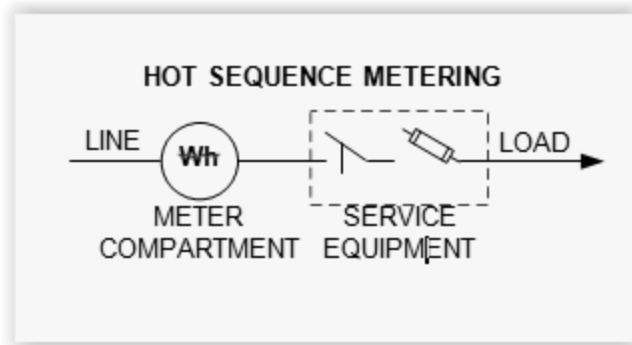 HOT SEQUENCE METERING
LINE
Wh
LOAD
METER
COMPARTMENT
SERVICE
EQUIPMENT